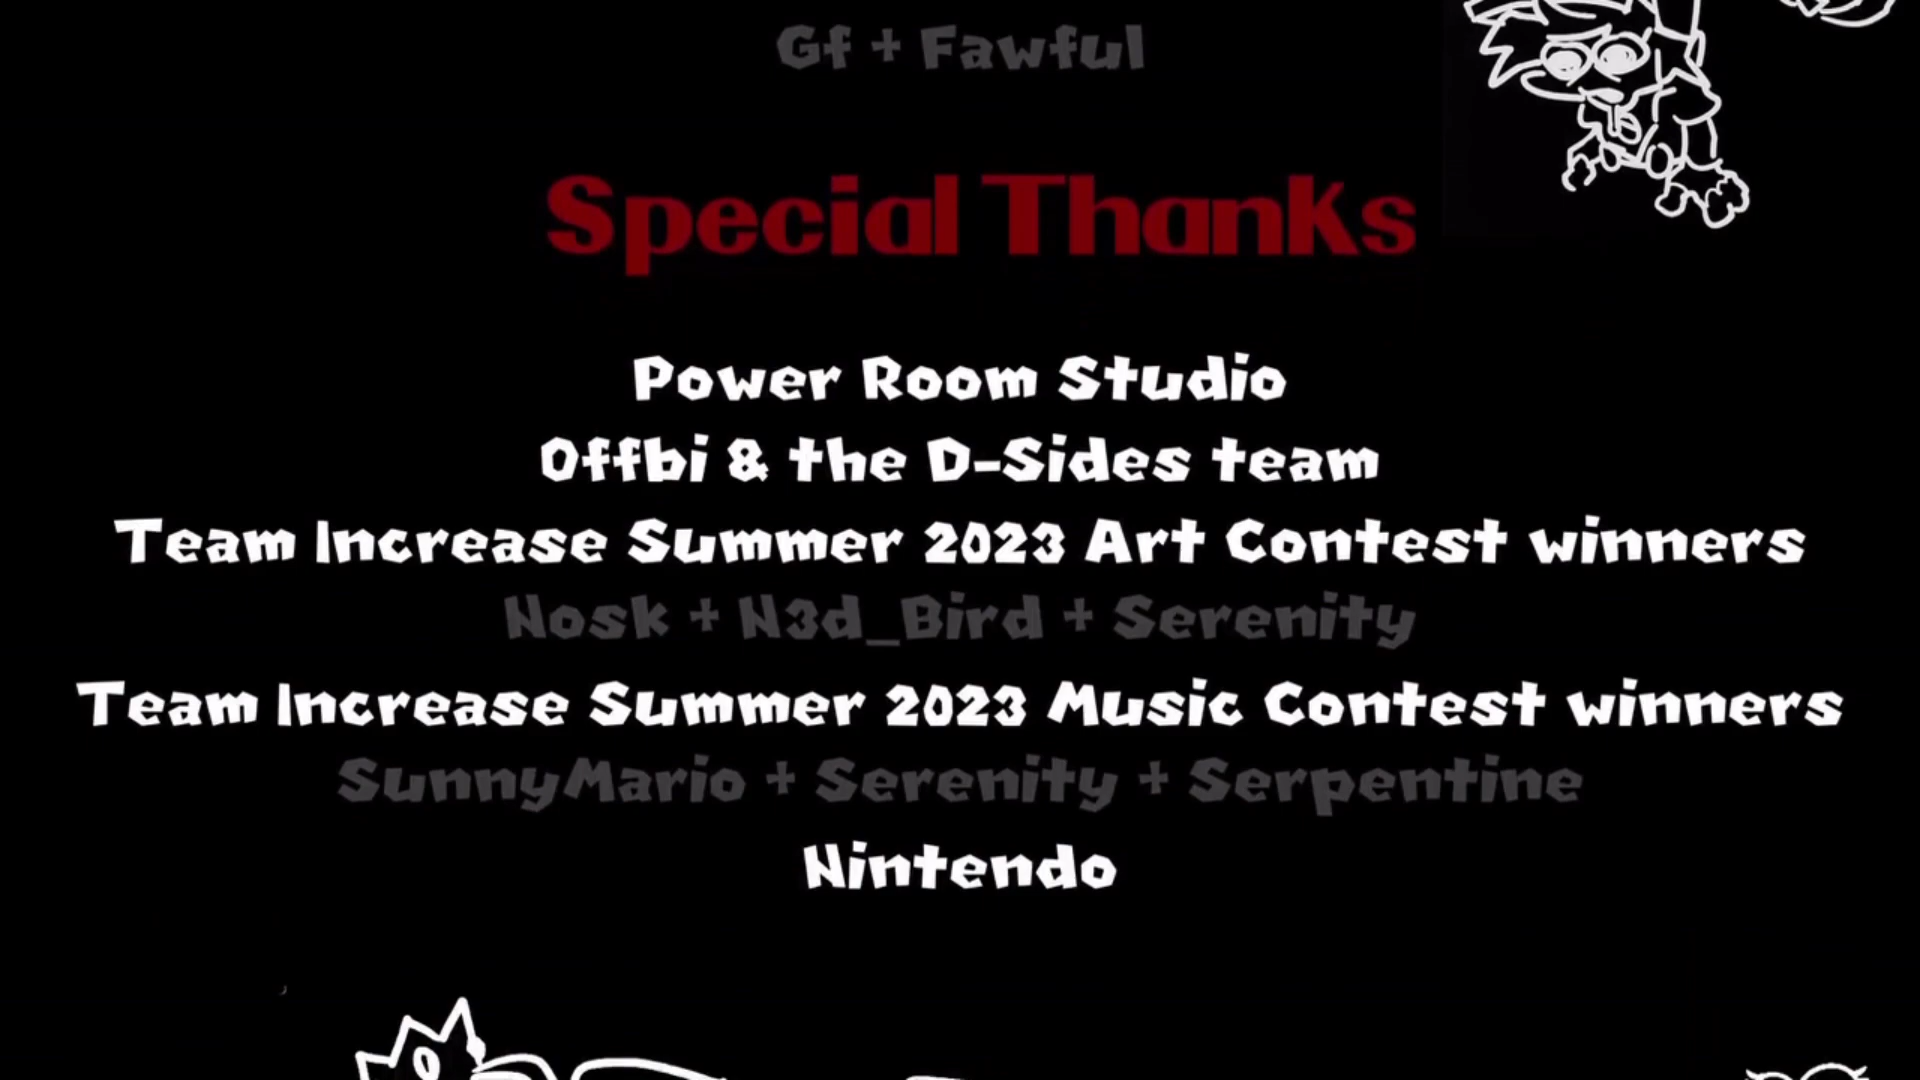 Gf + Fawful
Special Thanks
Power Room Studio
Offbi & the D-Sides team
Team Increase Summer 2023 Art Contest winners
Nosk + N3d_Bird + Serenity
Team Increase Summer 2023 Music Contest winners
SunnyMario + Serenity + Serpentine
Nintendo